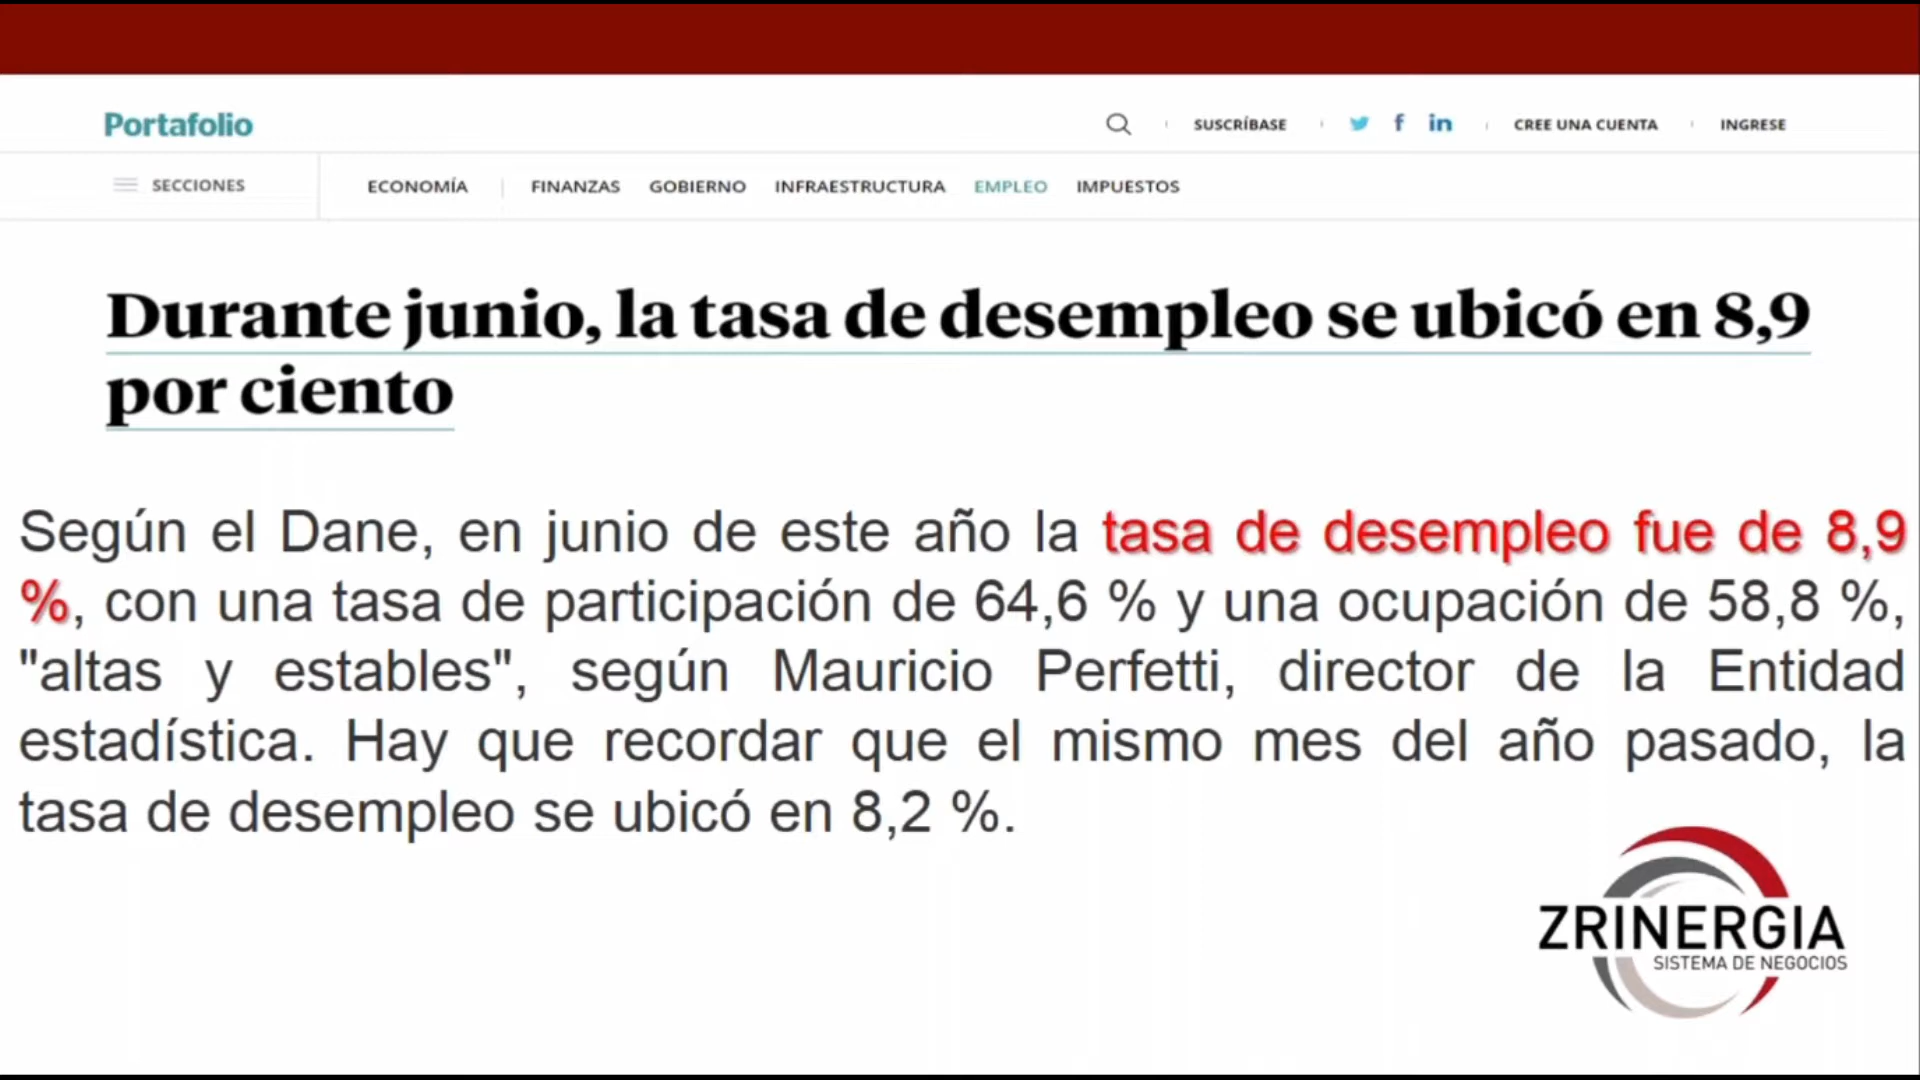 Portafolio
SUSCRÍBASE
CREE UNA CUENTA
INGRESE
SECCIONES
ECONOMÍA
FINANZAS GOBIERNO INFRAESTRUCTURA EMPLEO IMPUESTOS
Durante junio, la tasa de desempleo se ubicó en 8,9
por ciento
Según el Dane, en junio de este año la tasa de desempleo fue de 8,9
%, con una tasa de participación de 64,6 % y una ocupación de 58,8 %,
"altas y estables", según Mauricio Perfetti, director de la Entidad
estadística. Hay que recordar que el mismo mes del año pasado, la
tasa de desempleo se ubicó en 8,2 %.
ZRINERGIA
SISTEMA DE NEGOCIOS